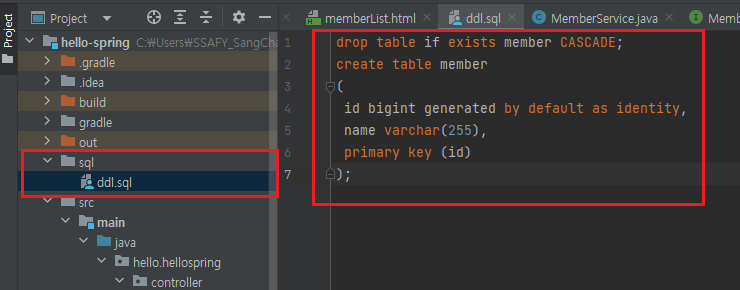 Project
Project
memberList.html
ddl.sql
MemberService.java
Mem
hello-spring C:₩Users₩SSAFY_SangCha
.gradle
.idea
build
gradle
out
sql
ddl.sql
src
main
java
hello.hellospring
controller
1 drop table if exists member CASCADE;
2 create table member
3 (
4 id bigint generated by default as identity,
5 name varchar(255),
6 primary key (id)
7 );